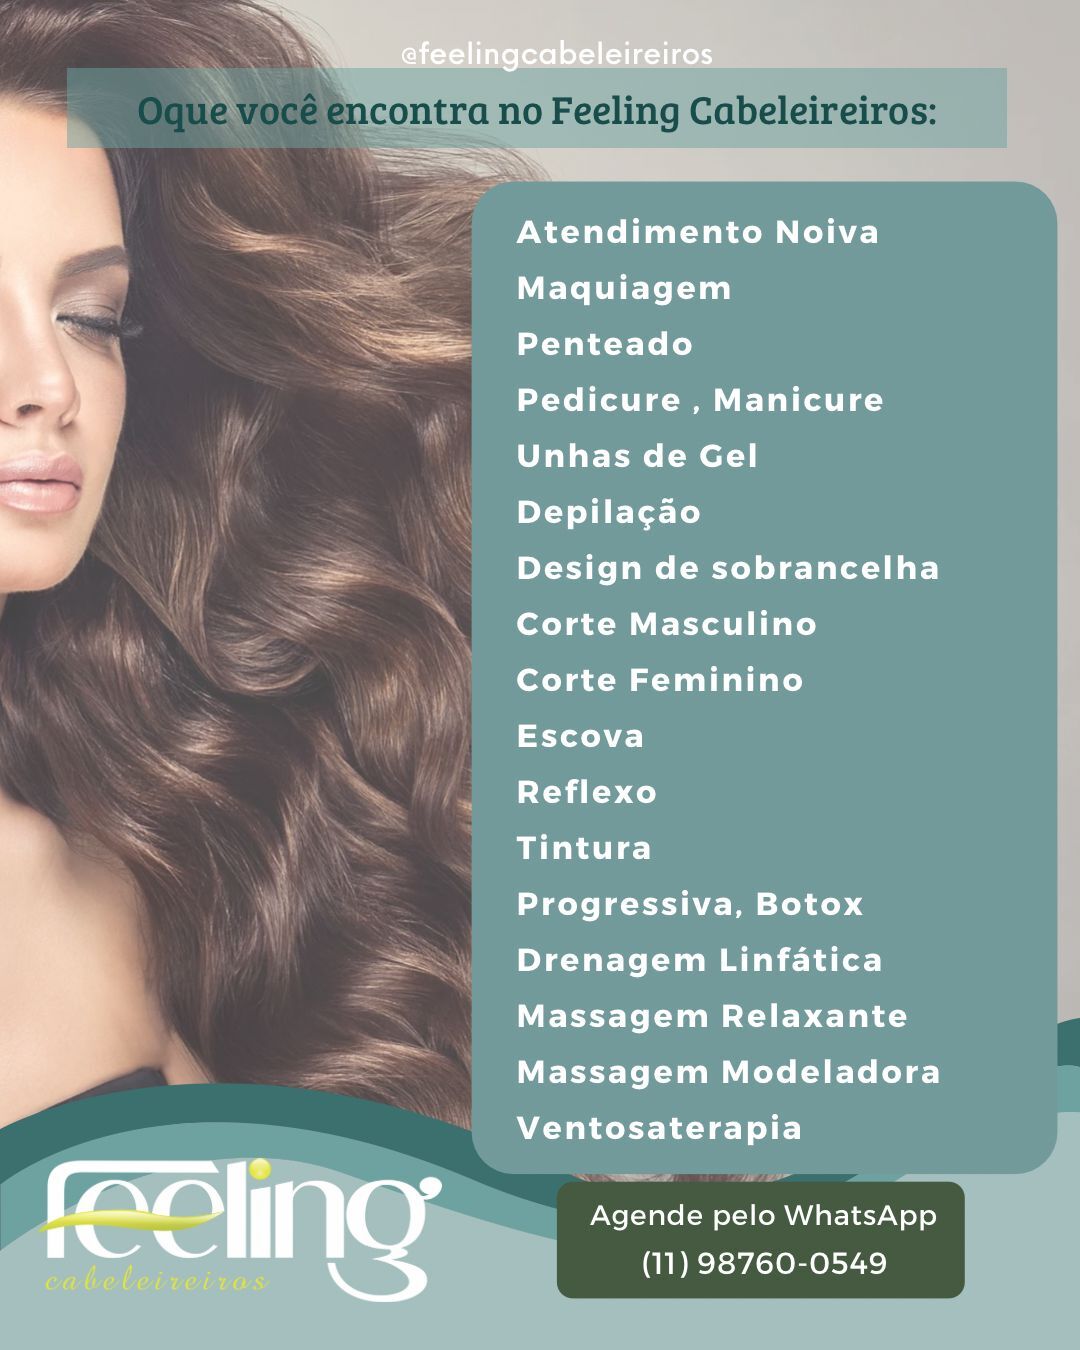 @feelingcabeleireiros
Oque você encontra no Feeling Cabeleireiros:
Atendimento Noiva
Maquiagem
Penteado
Pedicure , Manicure
Unhas de Gel
Depilação
Design de sobrancelha
Corte Masculino
Corte Feminino
Escova
Reflexo
Tintura
Progressiva, Botox
Drenagem Linfática
Massagem Relaxante
Massagem Modeladora
Ventosaterapia
feeling
cabeleireiros
Agende pelo WhatsApp
(11) 98760-0549